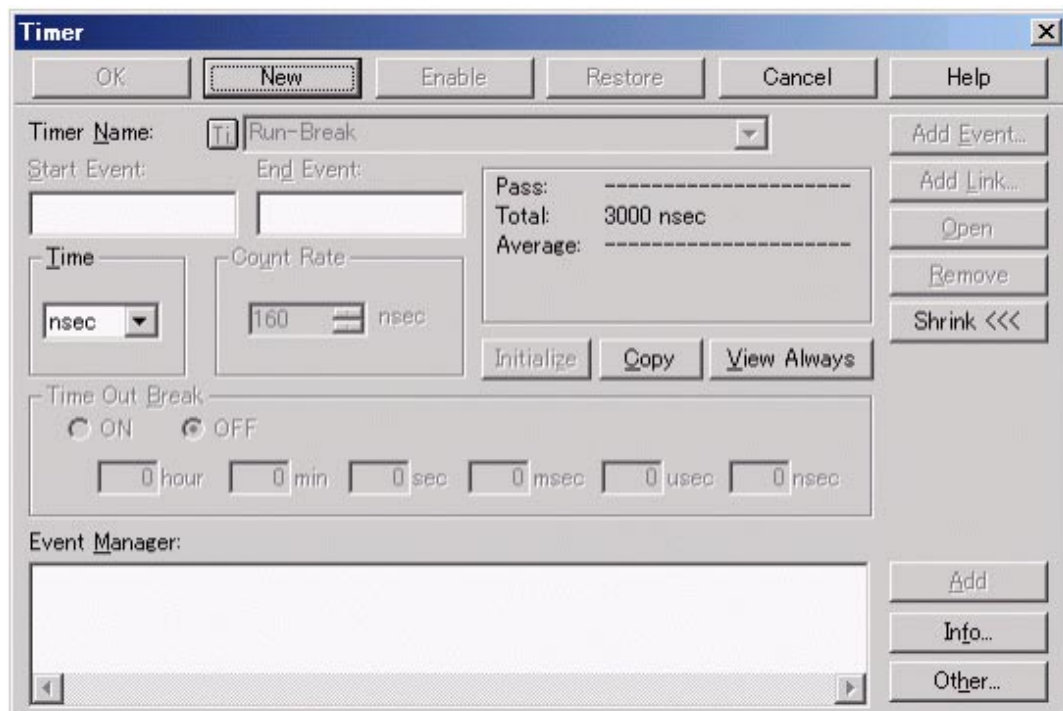 Timer
OK New Enable Restore Cancel Help
Timer Name: Ti Run-Break Add Event...
Start Event: End Event: Add Link...
Pass: ---------------------
Total: 3000 nsec
Average: ---------------------
Open
Time Count Rate Remove
nsec 160 nsec Shrink <<<
Initialize Copy View Always
Time Out Break
ON OFF
0 hour 0 min 0 sec 0 msec 0 usec 0 nsec
Event Manager:
Add
Info...
Other...